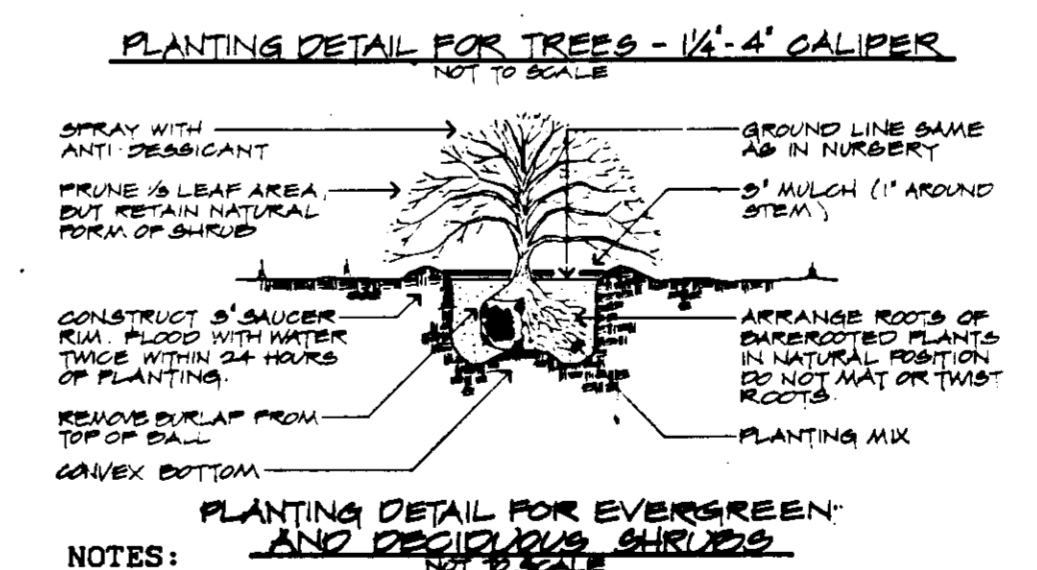 PLANTING DETAIL FOR TREES - 1¼"-4" CALIPER
NOT TO SCALE
SPRAY WITH
ANTI-DESSICANT
PRUNE ⅓ LEAF AREA,
BUT RETAIN NATURAL
FORM OF SHRUB
CONSTRUCT 3" SAUCER
RIM. FLOOD WITH WATER
TWICE WITHIN 24 HOURS
OF PLANTING.
REMOVE BURLAP FROM
TOP OF BALL
CONVEX BOTTOM
GROUND LINE SAME
AS IN NURSERY
3" MULCH (1" AROUND
STEM)
ARRANGE ROOTS OF
BAREROOTED PLANTS
IN NATURAL POSITION
DO NOT MAT OR TWIST
ROOTS.
PLANTING MIX
PLANTING DETAIL FOR EVERGREEN
AND DECIDUOUS SHRUBS
NOT TO SCALE
NOTES: